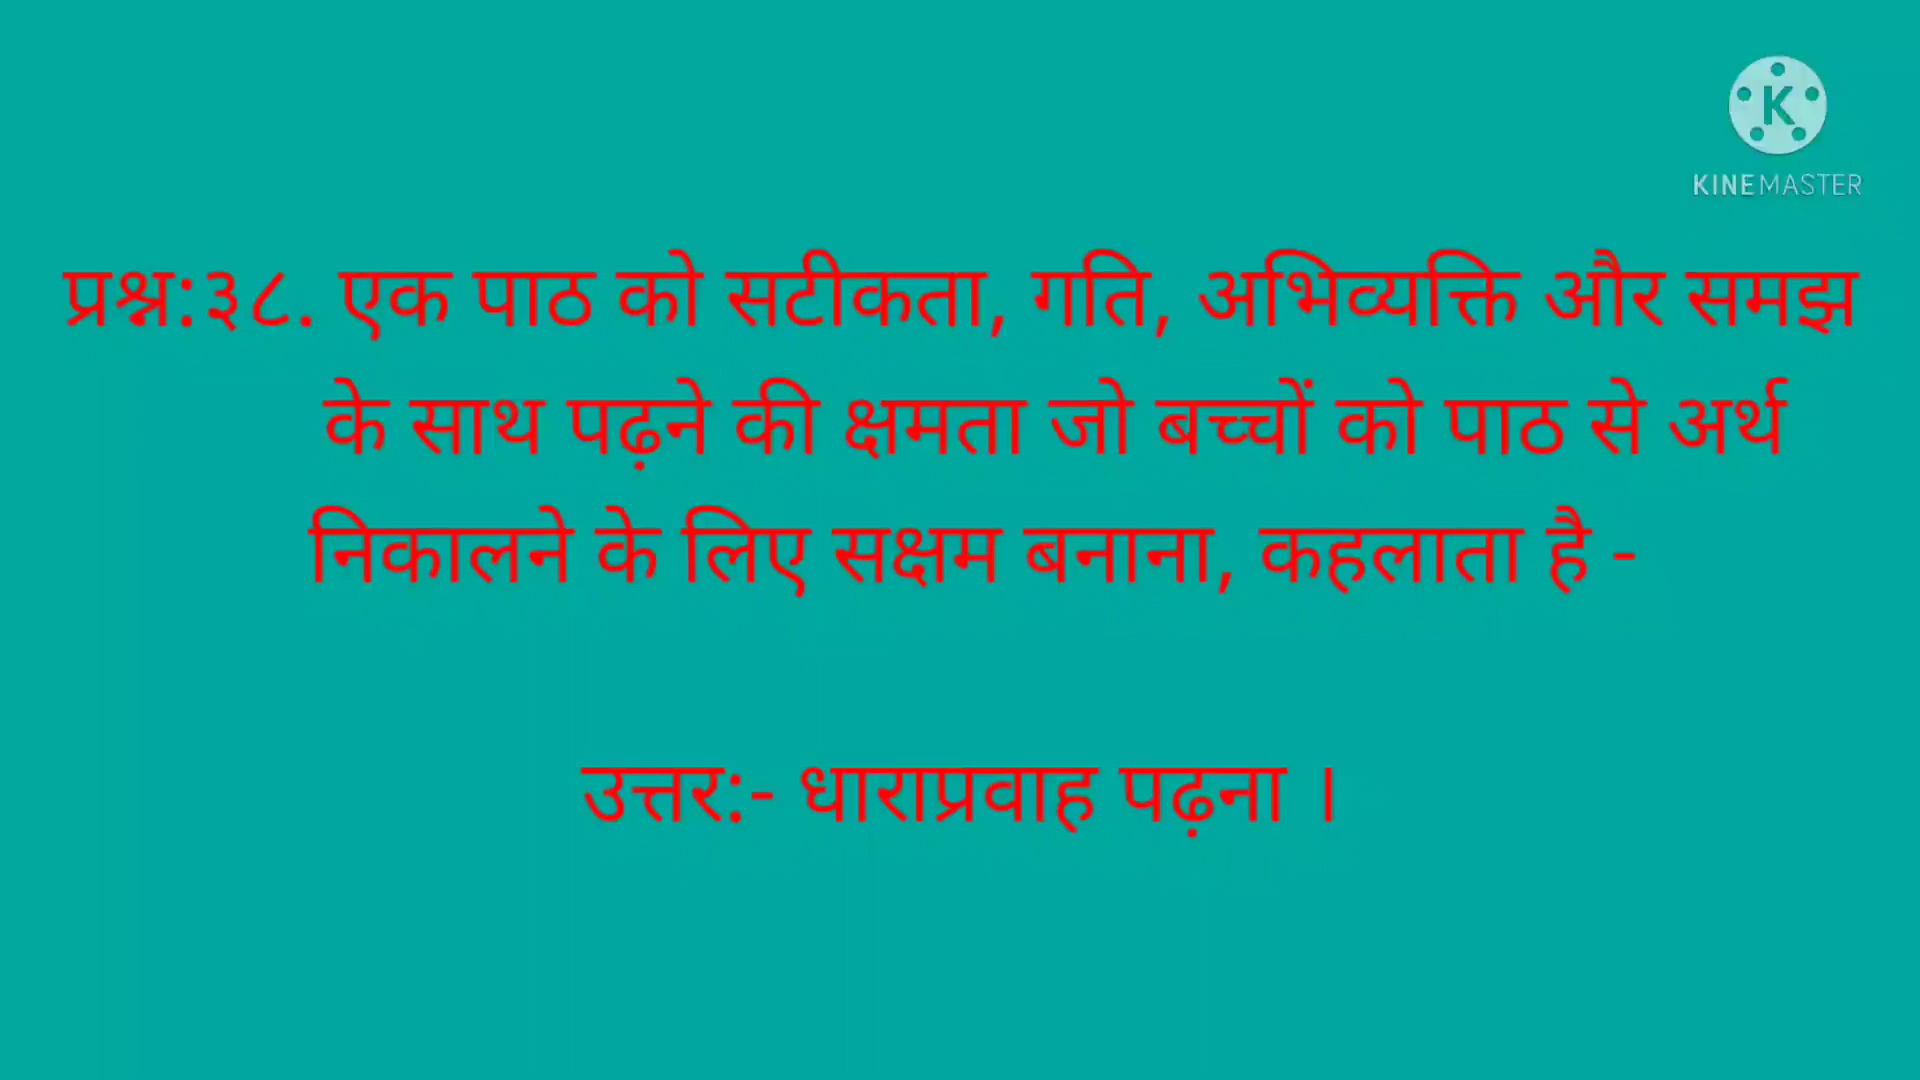 KINEMASTER
प्रश्न:३८. एक पाठ को सटीकता, गति, अभिव्यक्ति और समझ
के साथ पढ़ने की क्षमता जो बच्चों को पाठ से अर्थ
निकालने के लिए सक्षम बनाना, कहलाता है -
उत्तर:- धाराप्रवाह पढ़ना ।